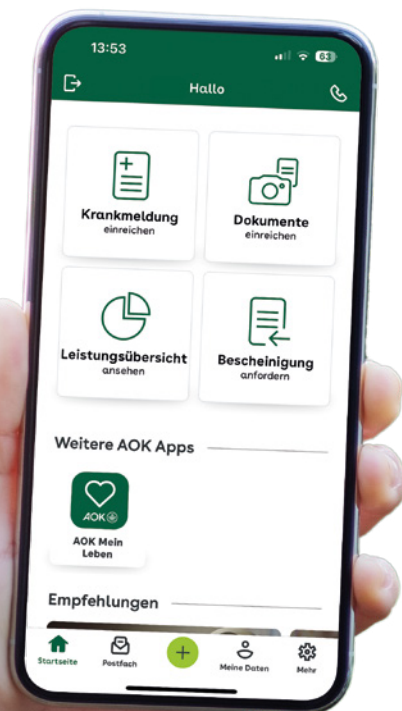 13:53
63
Hallo
Krankmeldung
einreichen
Dokumente
einreichen
Leistungsübersicht
ansehen
Bescheinigung
anfordern
Weitere AOK Apps
AOK
AOK Mein
Leben
Empfehlungen
Startseite
Postfach
Meine Daten
Mehr